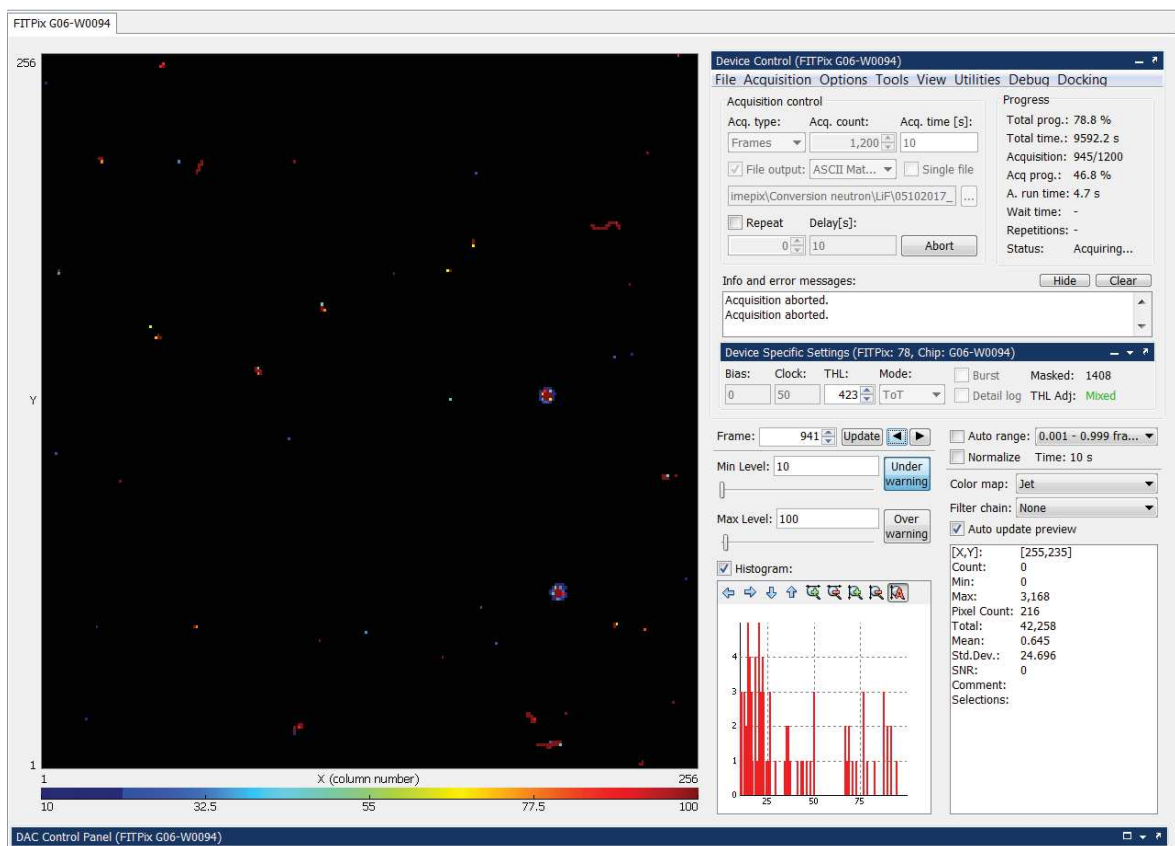 FITPix G06-W0094
256
Y
1
1
X (column number)
256
10
32.5
55
77.5
100
DAC Control Panel (FITPix G06-W0094)
Device Control (FITPix G06-W0094)
File Acquisition Options Tools View Utilities Debug Docking
Acquisition control
Acq. type: Acq. count: Acq. time [s]:
Frames 1,200 10
File output: ASCII Mat... Single file
imepix\Conversion neutron\LiF\05102017_ ...
Repeat Delay[s]:
0 10 Abort
Progress
Total prog.: 78.8 %
Total time.: 9592.2 s
Acquisition: 945/1200
Acq prog.: 46.8 %
A. run time: 4.7 s
Wait time: -
Repetitions: -
Status: Acquiring...
Info and error messages: Hide Clear
Acquisition aborted.
Acquisition aborted.
Device Specific Settings (FITPix: 78, Chip: G06-W0094)
Bias: Clock: THL: Mode: Burst Masked: 1408
0 50 423 ToT Detail log THL Adj: Mixed
Frame: 941 Update
Min Level: 10 Under warning
Max Level: 100 Over warning
Histogram:
4
3
2
1
0
25 50 75
Auto range: 0.001 - 0.999 fra...
Normalize Time: 10 s
Color map: Jet
Filter chain: None
Auto update preview
[X,Y]: [255,235]
Count: 0
Min: 0
Max: 3,168
Pixel Count: 216
Total: 42,258
Mean: 0.645
Std.Dev.: 24.696
SNR: 0
Comment:
Selections: